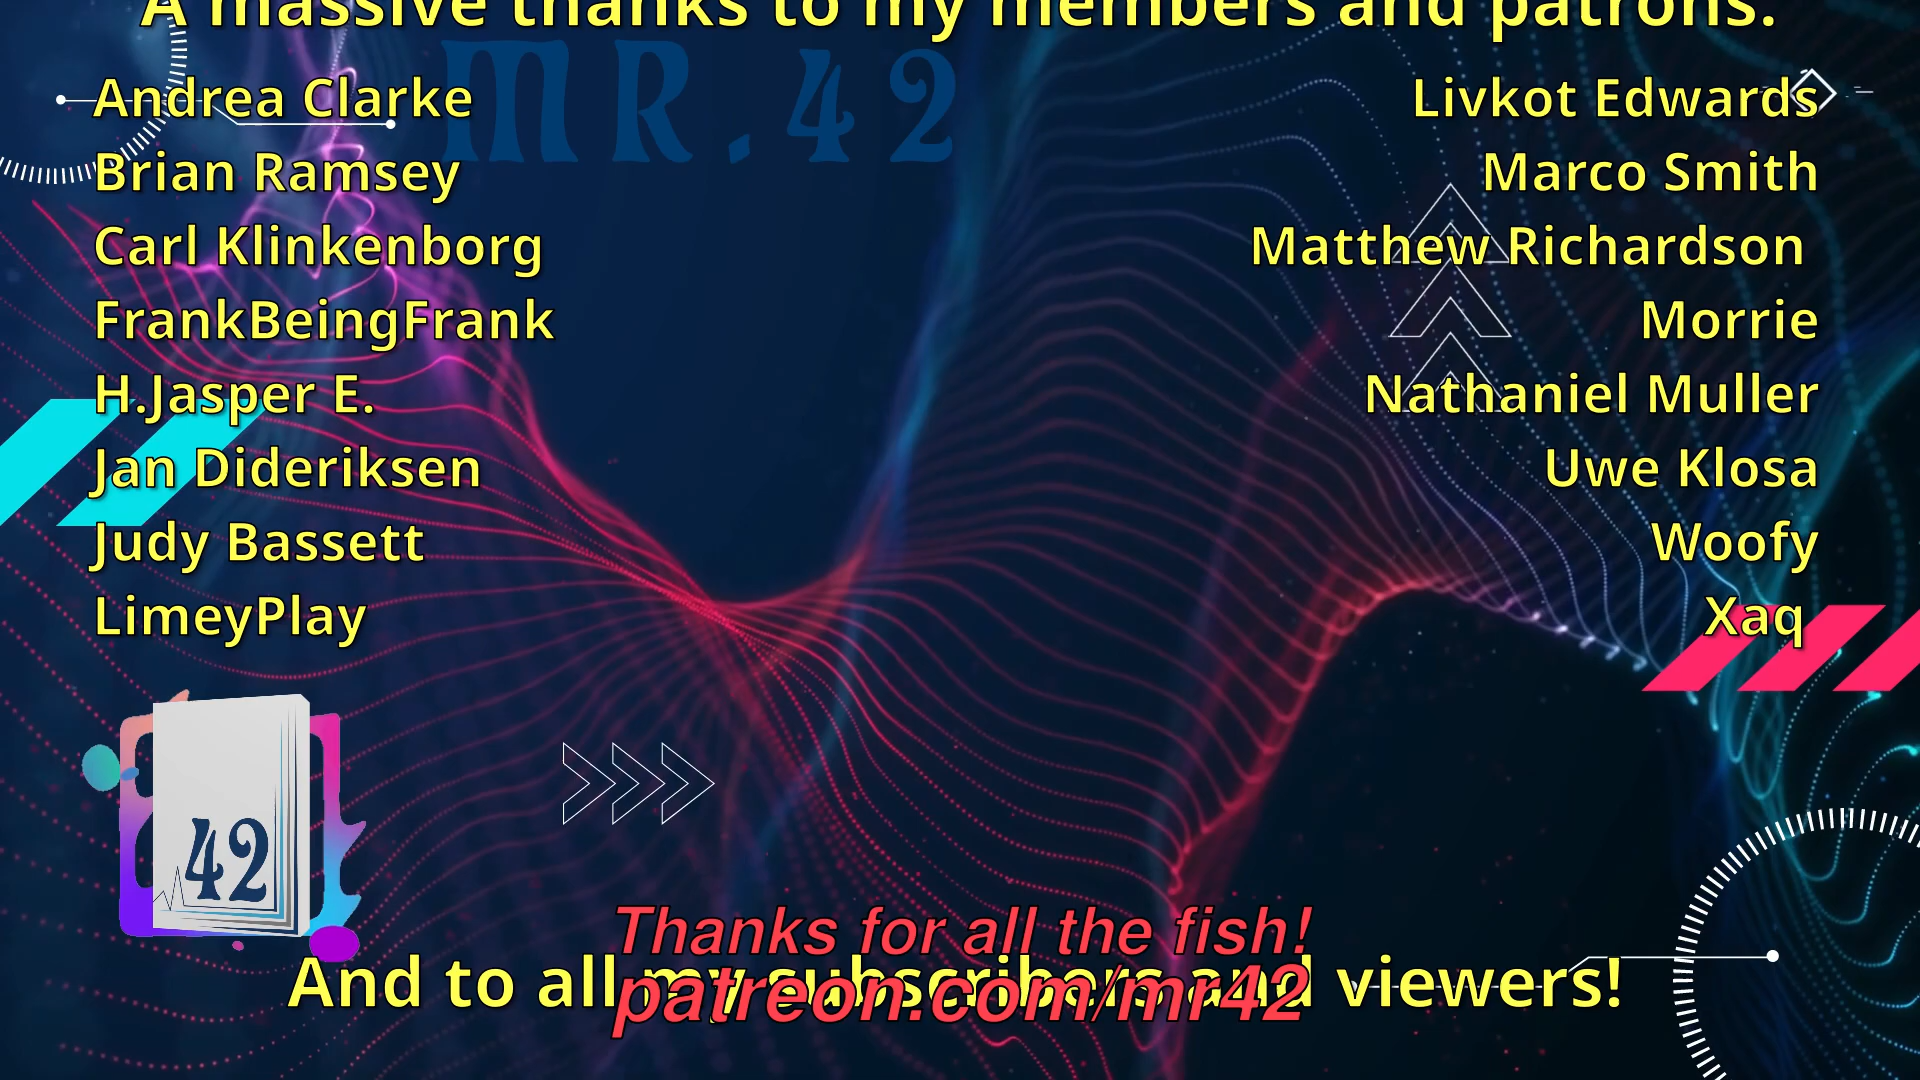 A massive thanks to my members and patrons:
MR.42
Andrea Clarke
Brian Ramsey
Carl Klinkenborg
FrankBeingFrank
H.Jasper E.
Jan Dideriksen
Judy Bassett
LimeyPlay
Livkot Edwards
Marco Smith
Matthew Richardson
Morrie
Nathaniel Muller
Uwe Klosa
Woofy
Xaq
42
Thanks for all the fish!
And to all my subscribers and viewers!
patreon.com/mr42